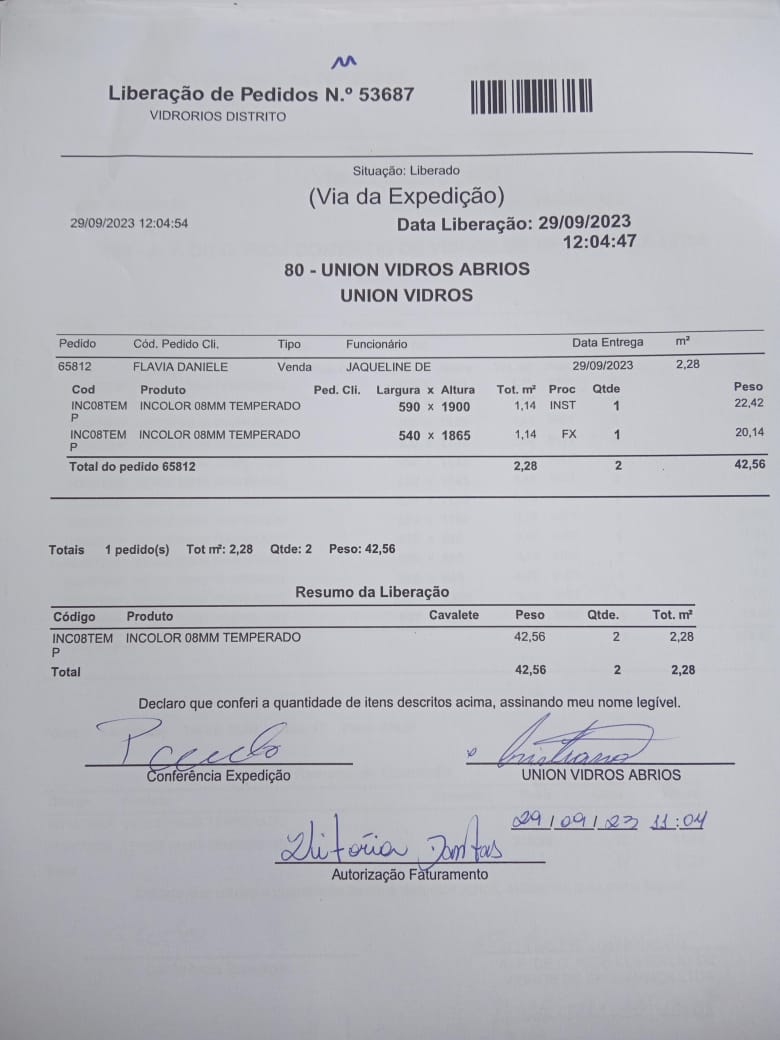 Liberação de Pedidos N.º 53687
VIDRORIOS DISTRITO
Situação: Liberado
(Via da Expedição)
29/09/2023 12:04:54
Data Liberação: 29/09/2023
12:04:47
80 - UNION VIDROS ABRIOS
UNION VIDROS
Pedido Cód. Pedido Cli. Tipo Funcionário Data Entrega m²
65812 FLAVIA DANIELE Venda JAQUELINE DE 29/09/2023 2,28
Cod Produto Ped. Cli. Largura x Altura Tot. m² Proc Qtde Peso
INC08TEM INCOLOR 08MM TEMPERADO 590 x 1900 1,14 INST 1 22,42
P
INC08TEM INCOLOR 08MM TEMPERADO 540 x 1865 1,14 FX 1 20,14
P
Total do pedido 65812 2,28 2 42,56
Totais 1 pedido(s) Tot m²: 2,28 Qtde: 2 Peso: 42,56
Resumo da Liberação
Código Produto Cavalete Peso Qtde. Tot. m²
INC08TEM INCOLOR 08MM TEMPERADO 42,56 2 2,28
P
Total 42,56 2 2,28
Declaro que conferi a quantidade de itens descritos acima, assinando meu nome legível.
Cristiano
Conferência Expedição UNION VIDROS ABRIOS
29/09/23 11:04
Vitória Dantas
Autorização Faturamento